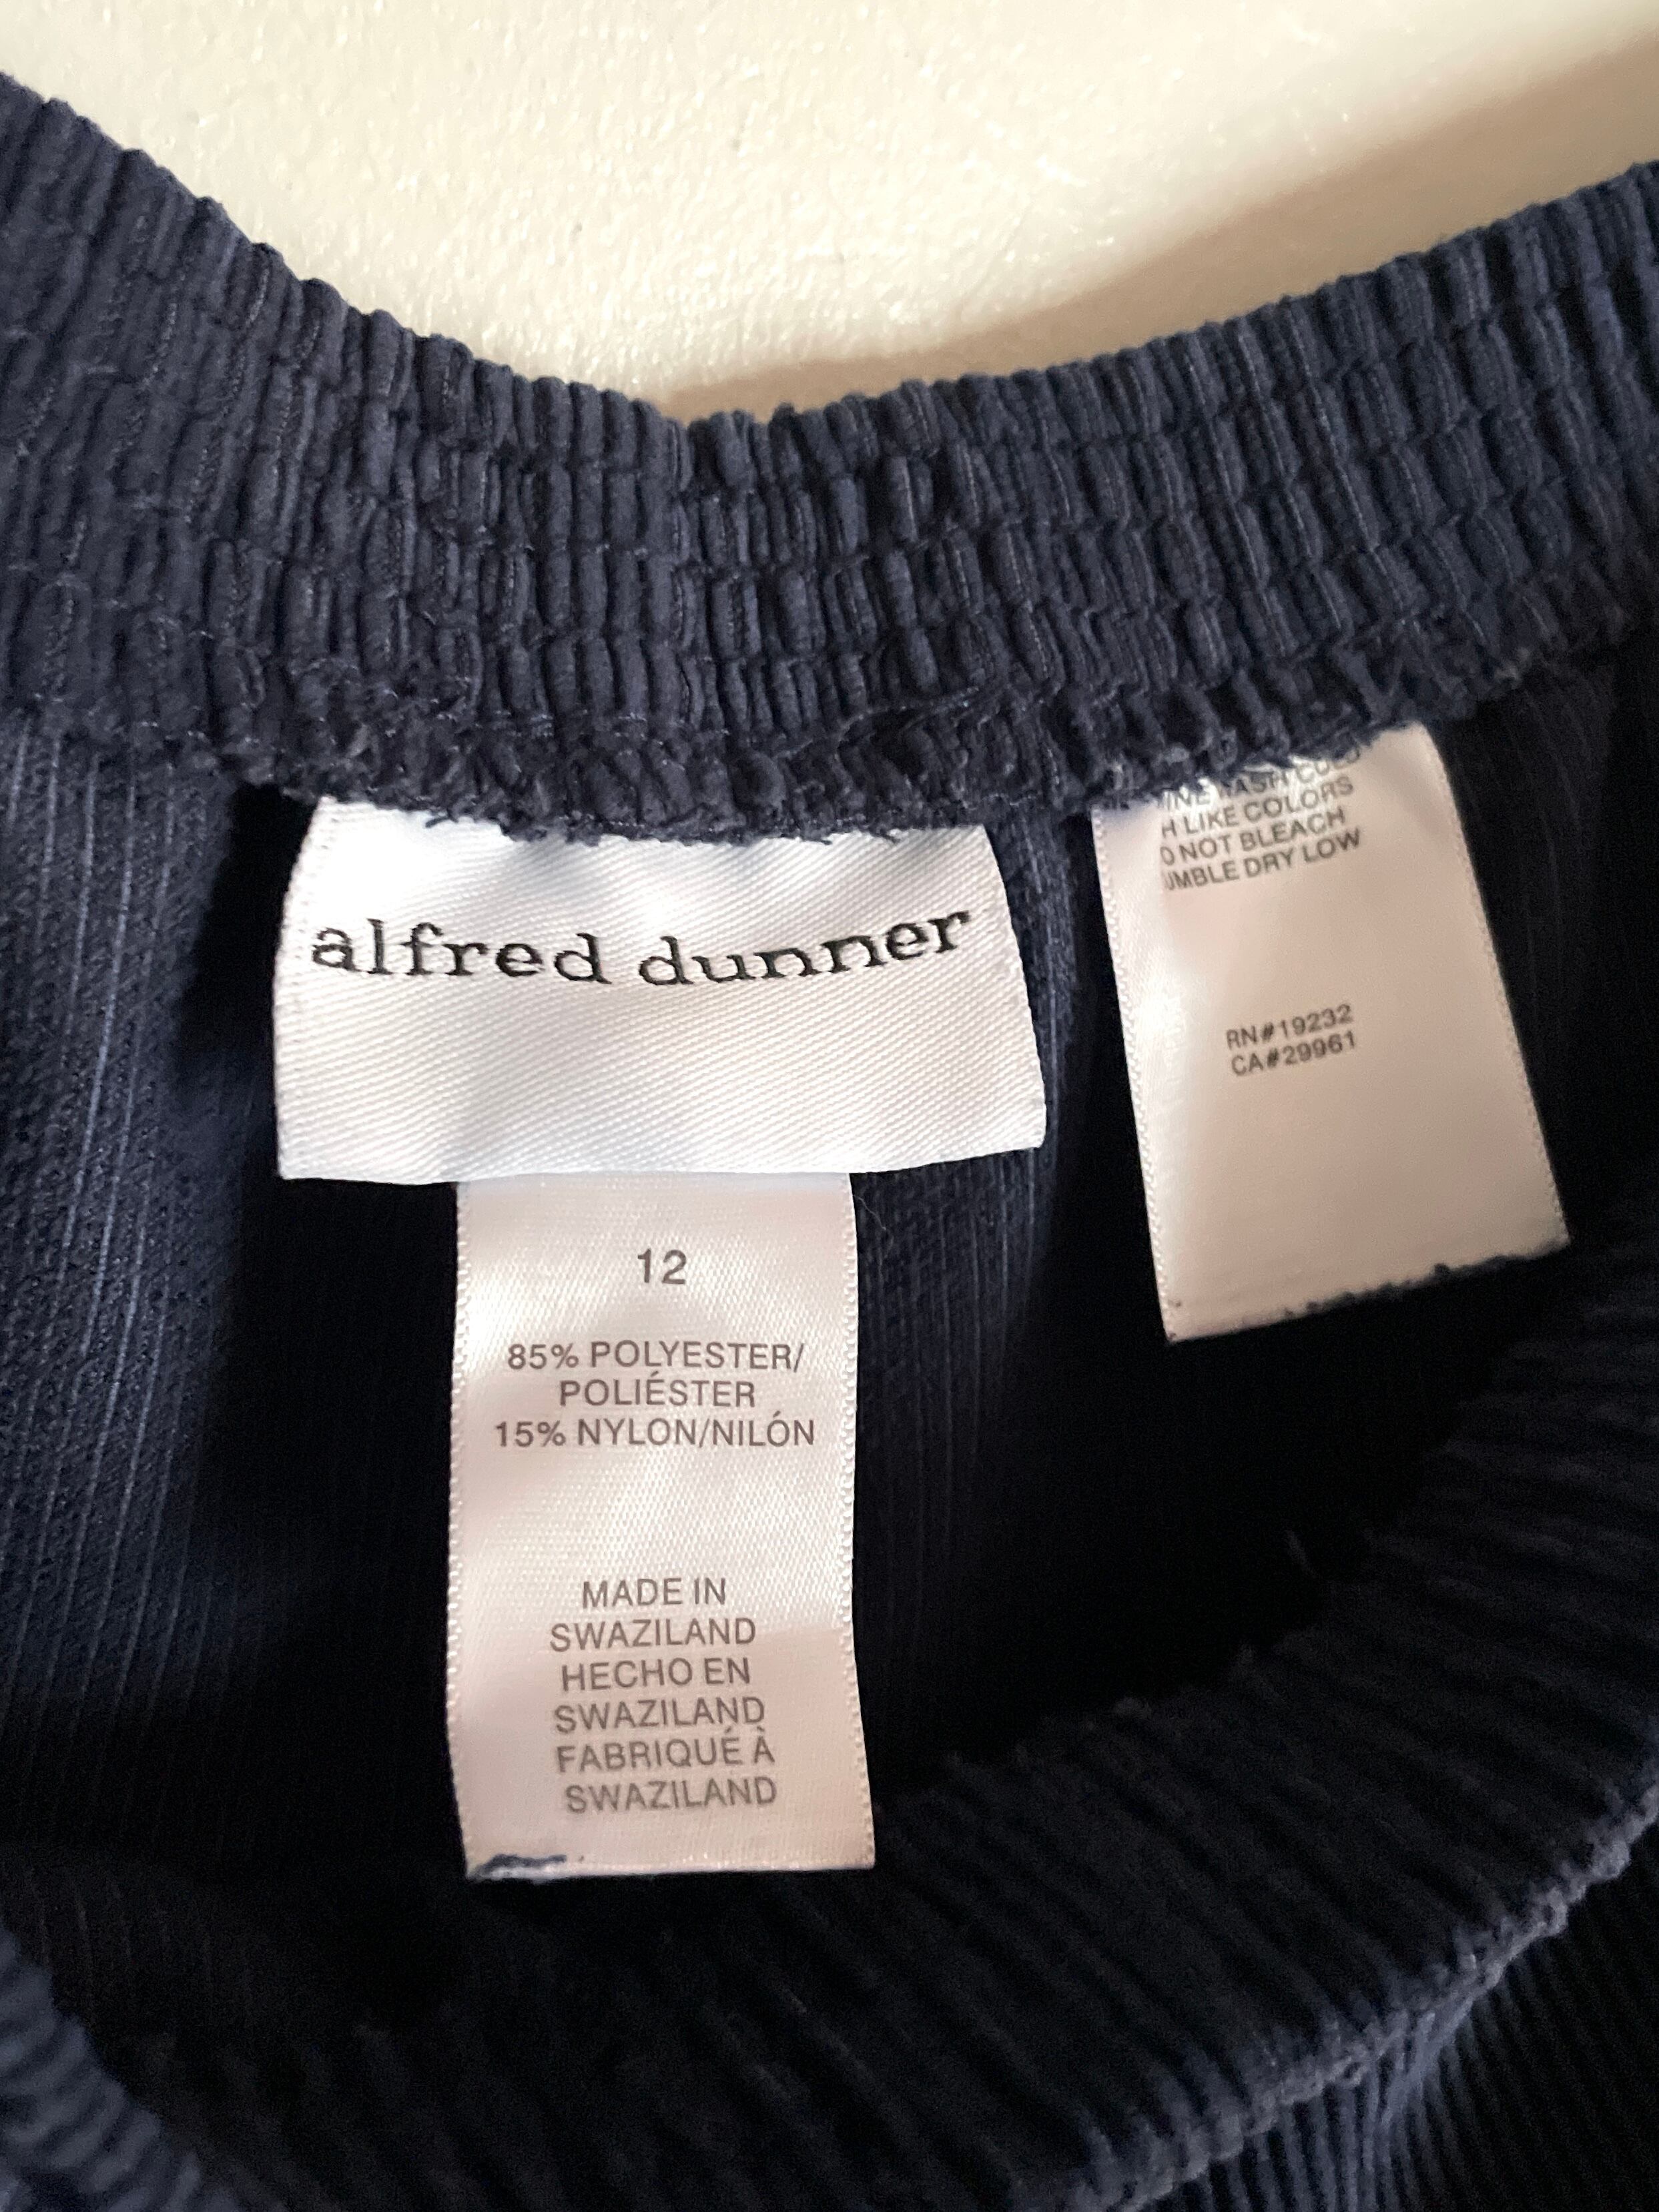 alfred dunner
12
85% POLYESTER/
POLIÉSTER
15% NYLON/NILÓN
MADE IN
SWAZILAND
HECHO EN
SWAZILAND
FABRIQUÉ À
SWAZILAND
H LIKE COLORS
O NOT BLEACH
UMBLE DRY LOW
RN#19232
CA#29961